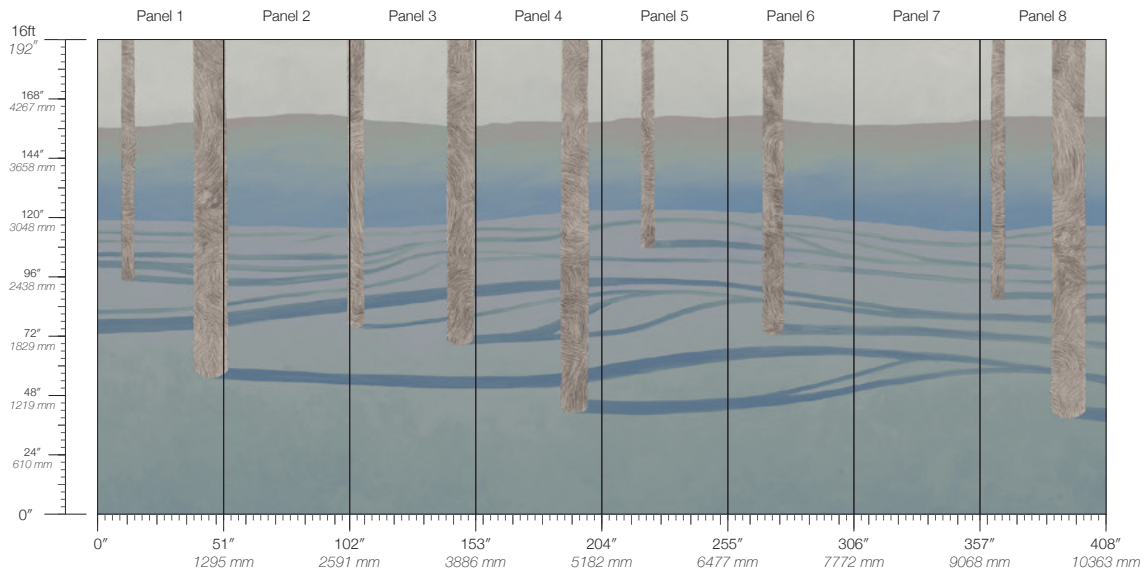 Panel 1 Panel 2 Panel 3 Panel 4 Panel 5 Panel 6 Panel 7 Panel 8
16ft
192″
168″
4267 mm
144″
3658 mm
120″
3048 mm
96″
2438 mm
72″
1829 mm
48″
1219 mm
24″
610 mm
0″
0″ 51″ 102″ 153″ 204″ 255″ 306″ 357″ 408″
1295 mm 2591 mm 3886 mm 5182 mm 6477 mm 7772 mm 9068 mm 10363 mm